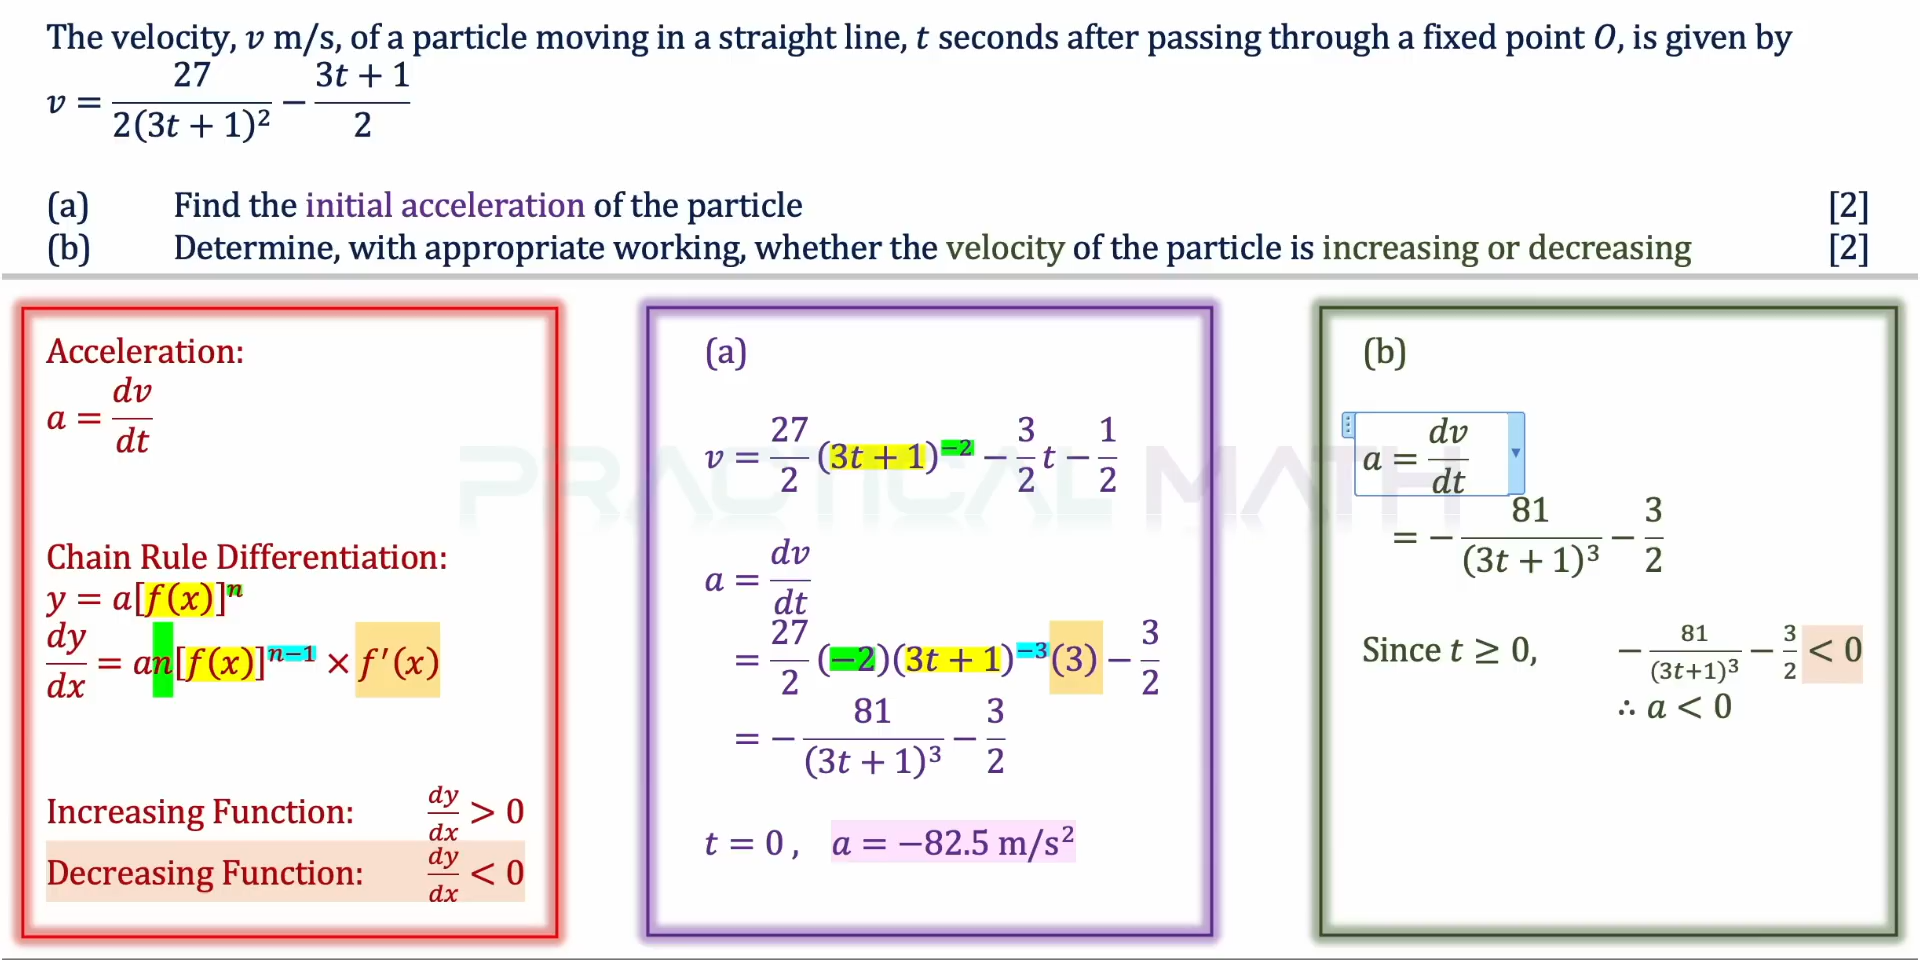 The velocity, v m/s, of a particle moving in a straight line, t seconds after passing through a fixed point O, is given by
v = 27/(2(3t + 1)²) − (3t + 1)/2
(a) Find the initial acceleration of the particle [2]
(b) Determine, with appropriate working, whether the velocity of the particle is increasing or decreasing [2]
Acceleration:
a = dv/dt
Chain Rule Differentiation:
y = a[f(x)]ⁿ
dy/dx = an[f(x)]ⁿ⁻¹ × f′(x)
Increasing Function: dy/dx > 0
Decreasing Function: dy/dx < 0
(a)
v = 27/2 (3t + 1)⁻² − 3/2 t − 1/2
a = dv/dt
= 27/2 (−2)(3t + 1)⁻³(3) − 3/2
= − 81/(3t + 1)³ − 3/2
t = 0 , a = −82.5 m/s²
(b)
a = dv/dt
= − 81/(3t + 1)³ − 3/2
Since t ≥ 0, − 81/(3t+1)³ − 3/2 < 0
∴ a < 0
PRACTICAL MATH